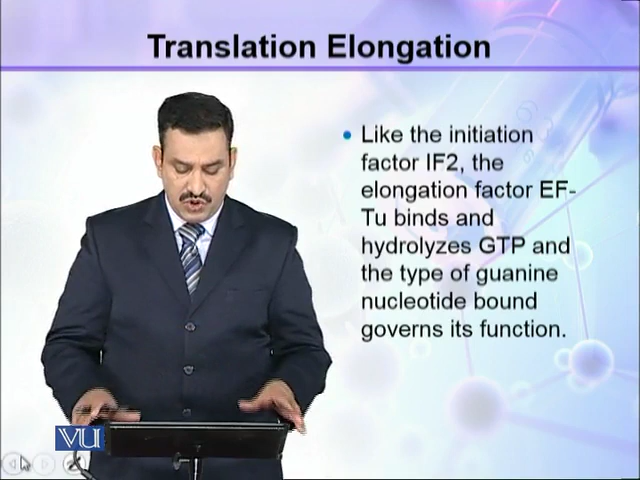 Translation Elongation
• Like the initiation
factor IF2, the
elongation factor EF-
Tu binds and
hydrolyzes GTP and
the type of guanine
nucleotide bound
governs its function.
VU